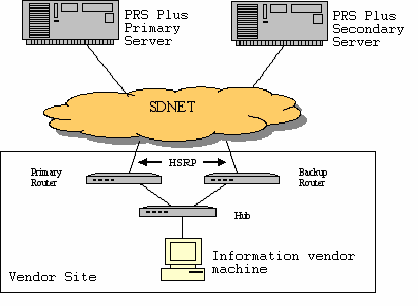 PRS Plus
Primary
Server
PRS Plus
Secondary
Server
SDNET
HSRP
Primary
Router
Backup
Router
Hub
Information vendor
machine
Vendor Site